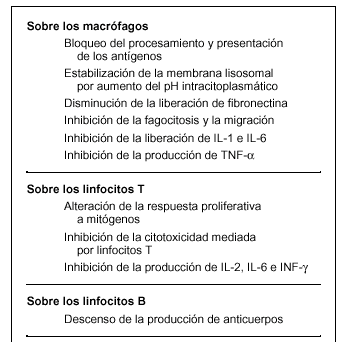 Sobre los macrófagos
Bloqueo del procesamiento y presentación
de los antígenos
Estabilización de la membrana lisosomal
por aumento del pH intracitoplasmático
Disminución de la liberación de fibronectina
Inhibición de la fagocitosis y la migración
Inhibición de la liberación de IL-1 e IL-6
Inhibición de la producción de TNF-α
Sobre los linfocitos T
Alteración de la respuesta proliferativa
a mitógenos
Inhibición de la citotoxicidad mediada
por linfocitos T
Inhibición de la producción de IL-2, IL-6 e INF-γ
Sobre los linfocitos B
Descenso de la producción de anticuerpos